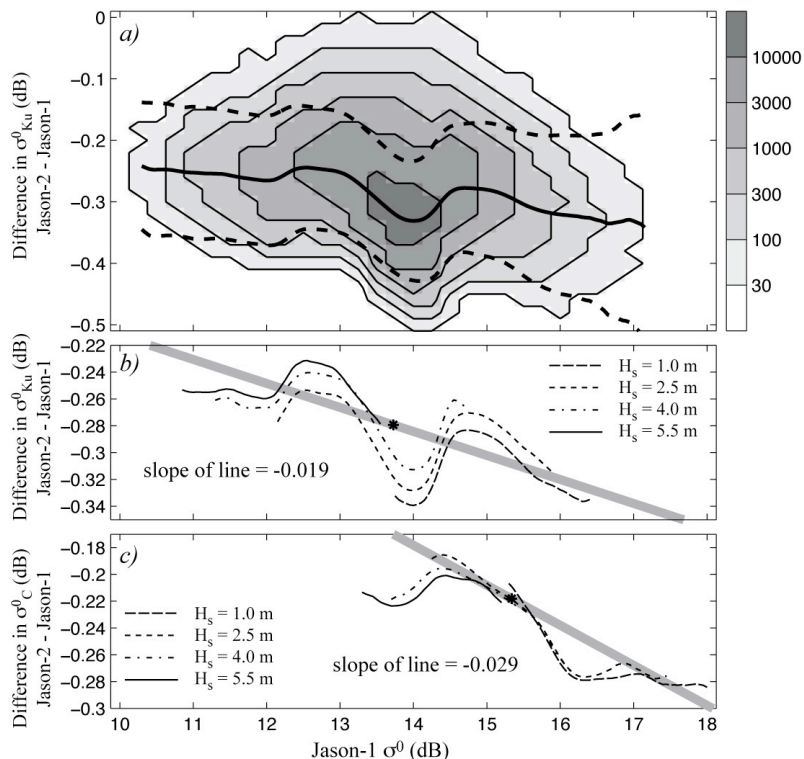 a)
Difference in σ⁰Ku (dB)
Jason-2 - Jason-1
0
−0.1
−0.2
−0.3
−0.4
−0.5
10000
3000
1000
300
100
30
b)
Difference in σ⁰Ku (dB)
Jason-2 - Jason-1
−0.22
−0.24
−0.26
−0.28
−0.3
−0.32
−0.34
Hs = 1.0 m
Hs = 2.5 m
Hs = 4.0 m
Hs = 5.5 m
slope of line = -0.019
c)
Difference in σ⁰C (dB)
Jason-2 - Jason-1
−0.18
−0.2
−0.22
−0.24
−0.26
−0.28
−0.3
Hs = 1.0 m
Hs = 2.5 m
Hs = 4.0 m
Hs = 5.5 m
slope of line = -0.029
10 11 12 13 14 15 16 17 18
Jason-1 σ⁰ (dB)